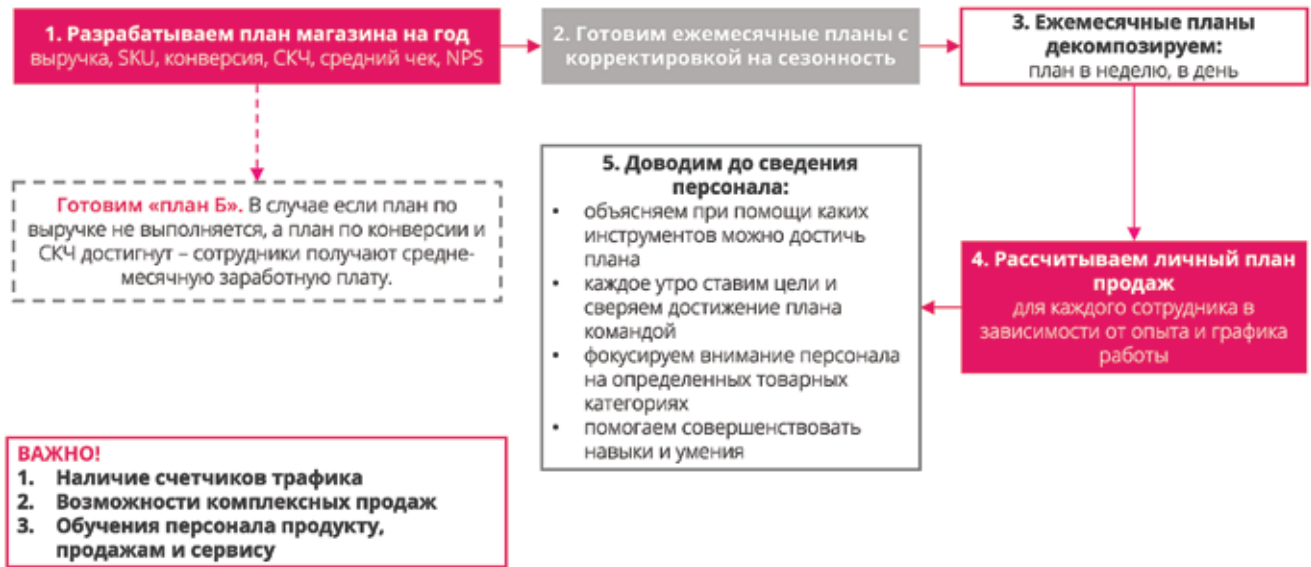 1. Разрабатываем план магазина на год
выручка, SKU, конверсия, СКЧ, средний чек, NPS
2. Готовим ежемесячные планы с
корректировкой на сезонность
3. Ежемесячные планы
декомпозируем:
план в неделю, в день
Готовим «план Б». В случае если план по
выручке не выполняется, а план по конверсии и
СКЧ достигнут – сотрудники получают средне-
месячную заработную плату.
5. Доводим до сведения
персонала:
• объясняем при помощи каких
инструментов можно достичь
плана
• каждое утро ставим цели и
сверяем достижение плана
командой
• фокусируем внимание персонала
на определенных товарных
категориях
• помогаем совершенствовать
навыки и умения
4. Рассчитываем личный план
продаж
для каждого сотрудника в
зависимости от опыта и графика
работы
ВАЖНО!
1. Наличие счетчиков трафика
2. Возможности комплексных продаж
3. Обучения персонала продукту,
продажам и сервису